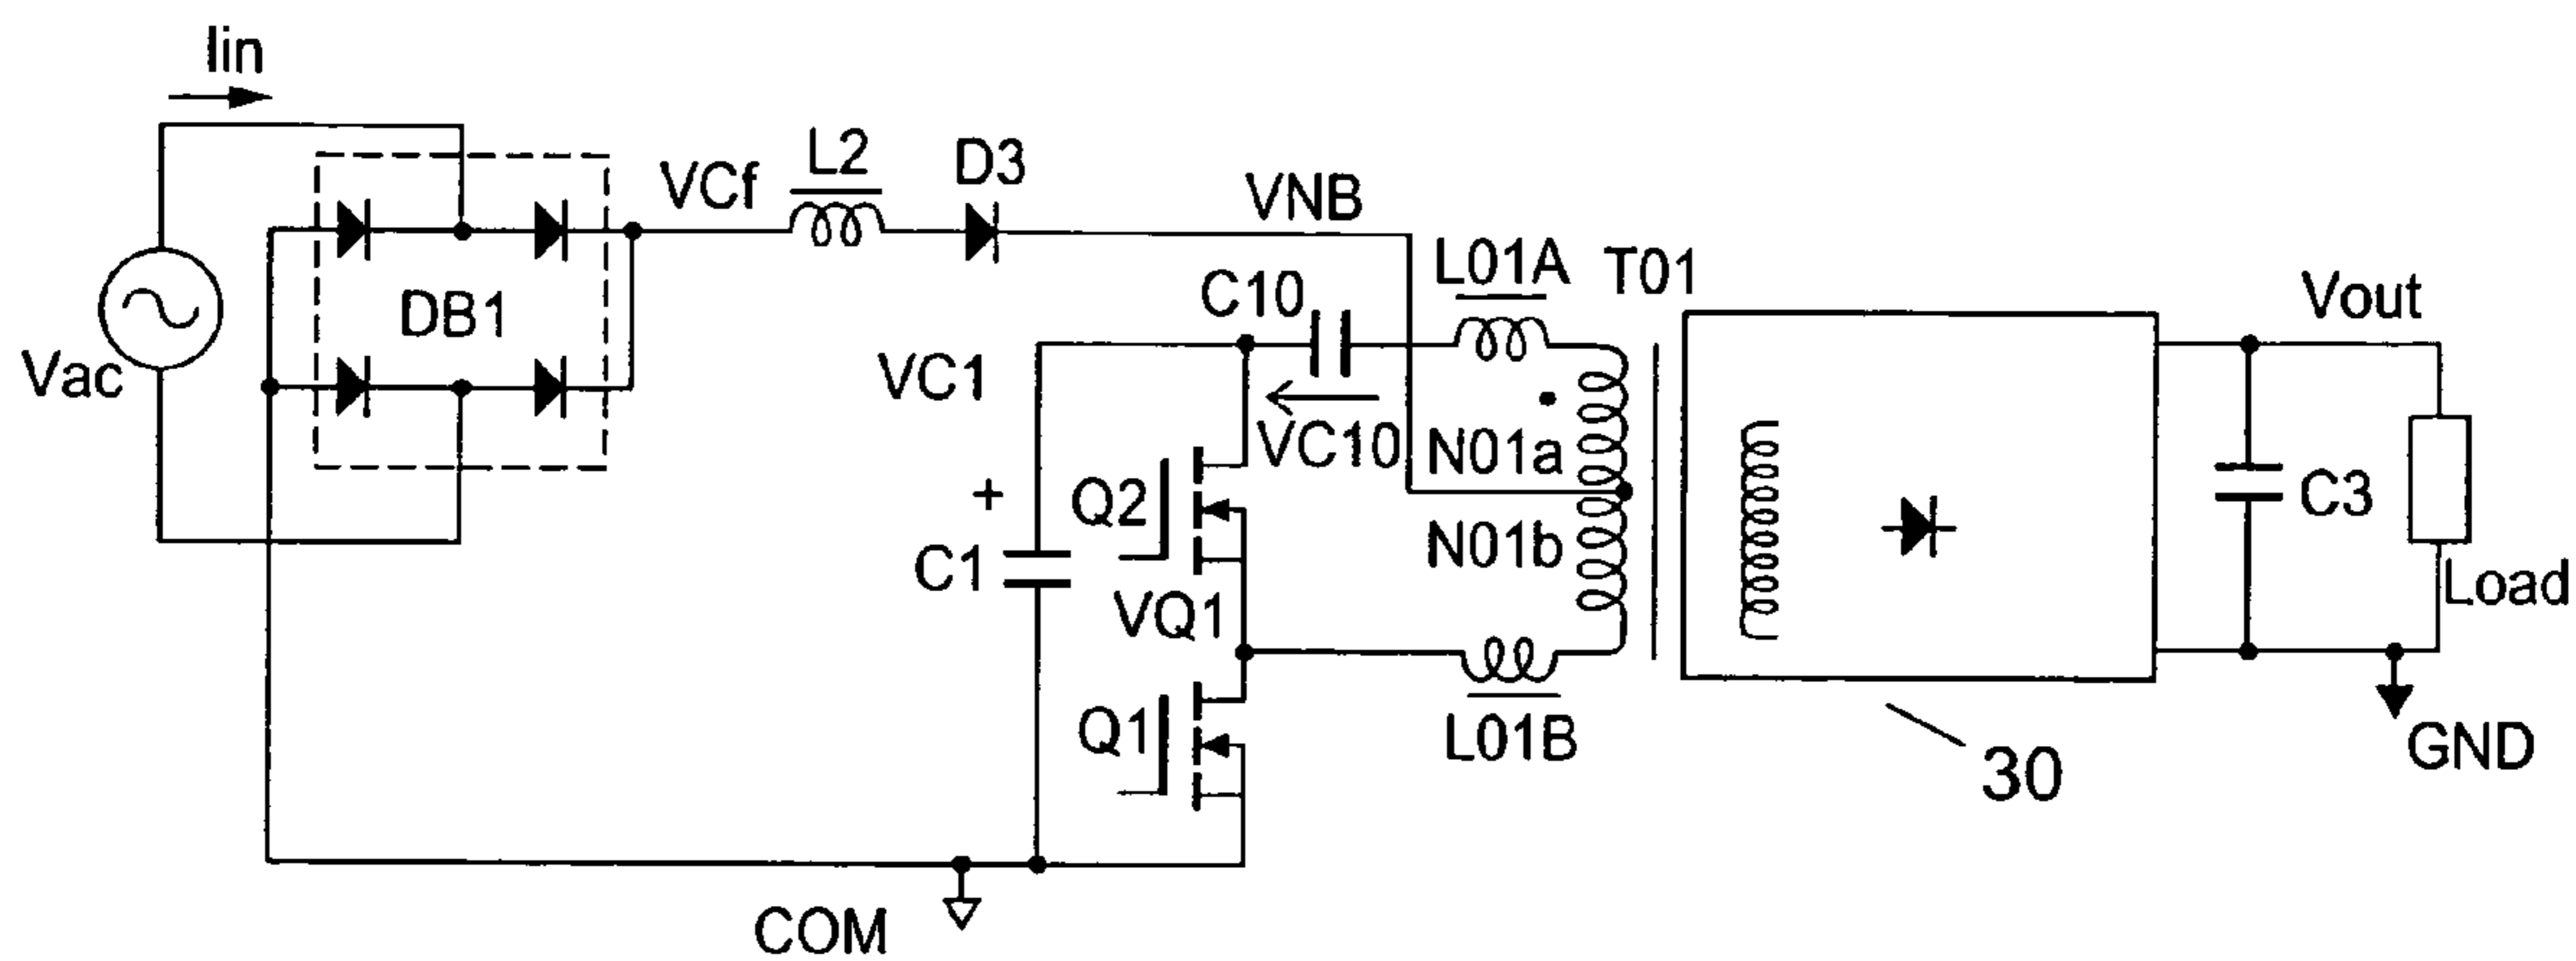 Iin
L2
D3
VCf
VNB
L01A
T01
C10
Vout
DB1
Vac
VC1
VC10
N01a
+
Q2
C3
C1
N01b
Load
VQ1
Q1
L01B
GND
30
COM